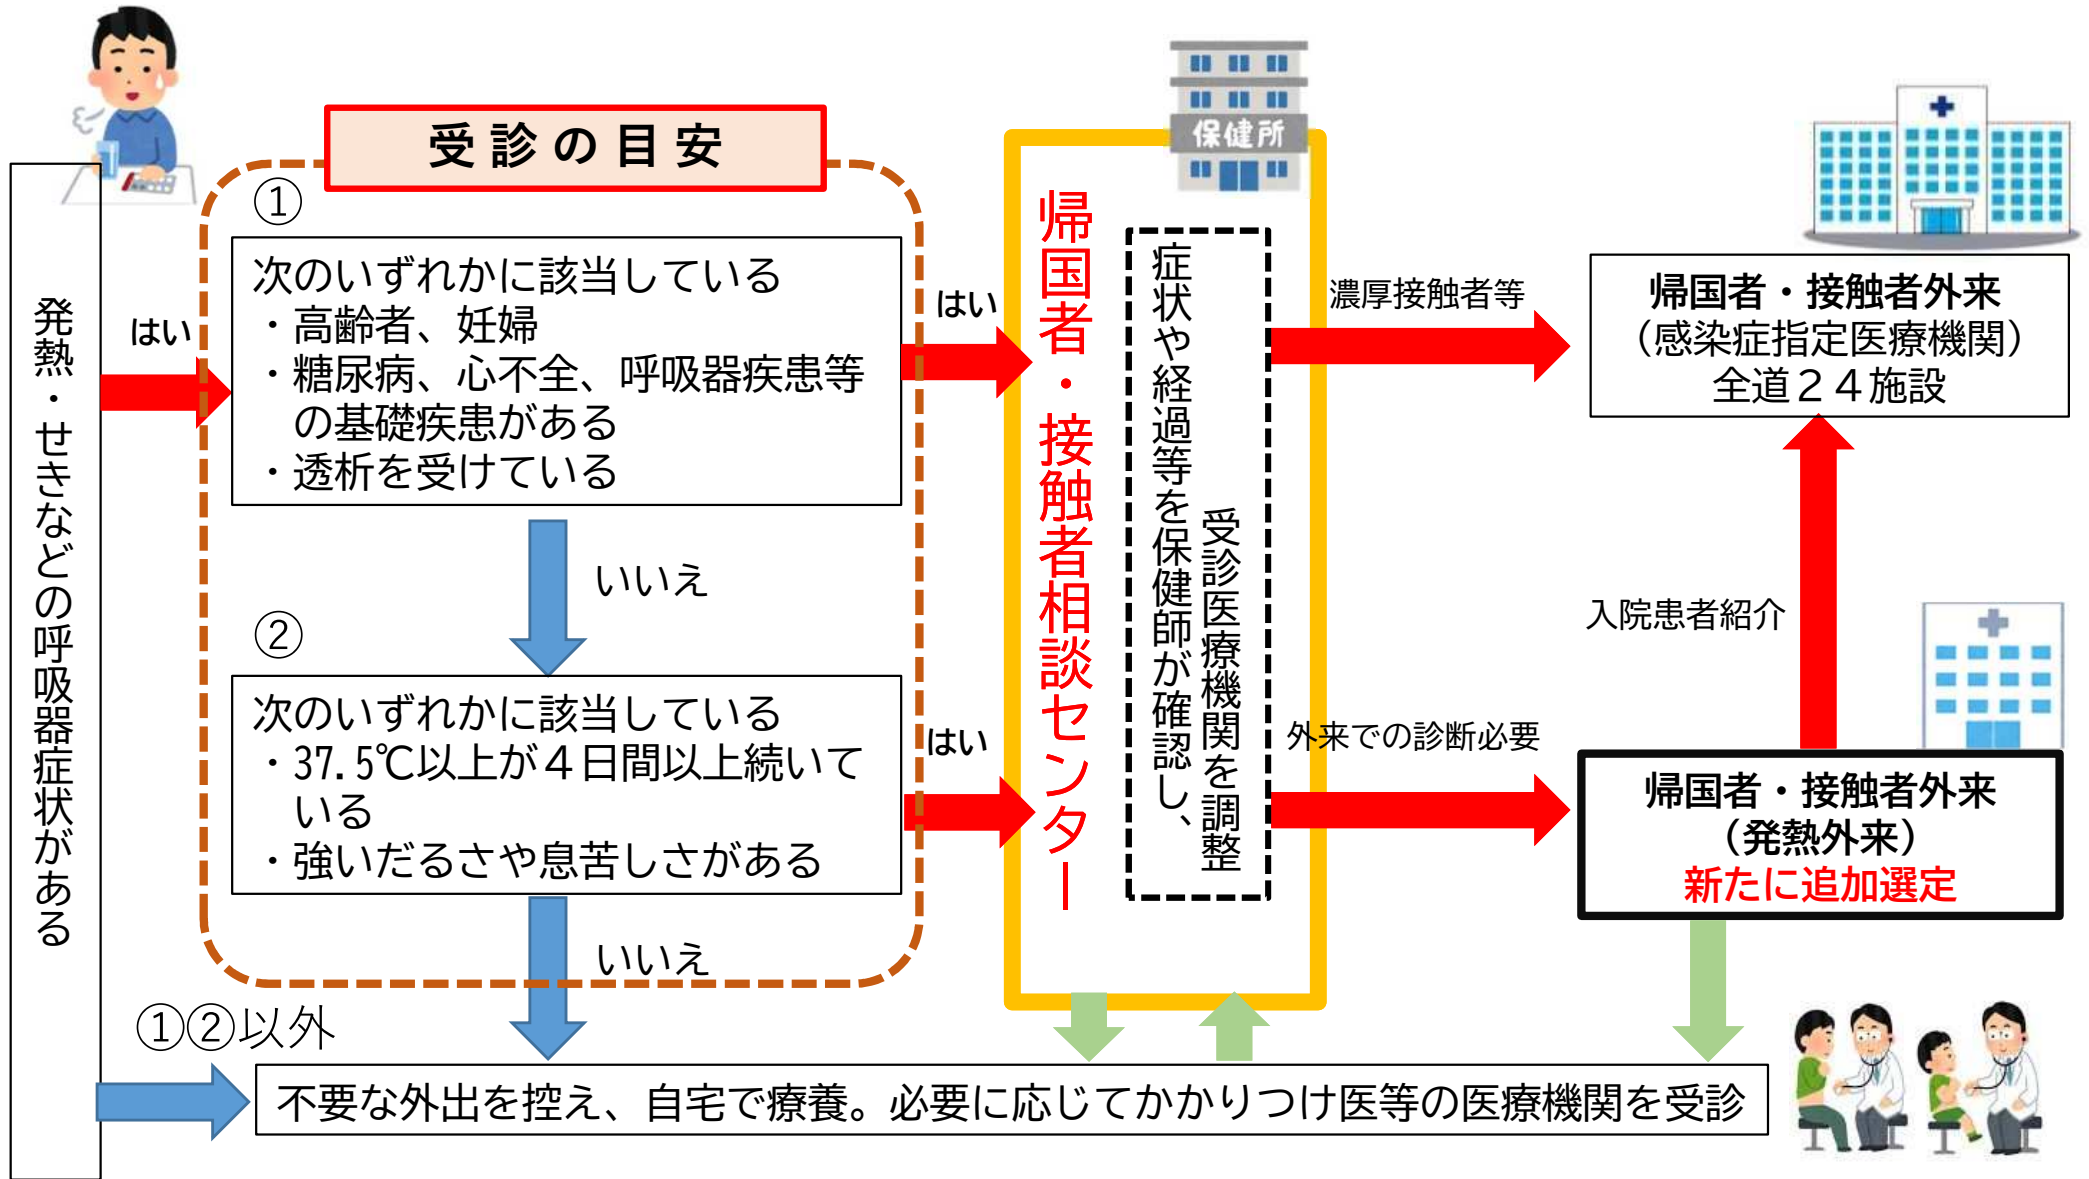 受診の目安
保健所
発熱・せきなどの呼吸器症状がある
はい
①
次のいずれかに該当している
・高齢者、妊婦
・糖尿病、心不全、呼吸器疾患等
の基礎疾患がある
・透析を受けている
はい
いいえ
②
次のいずれかに該当している
・37.5℃以上が４日間以上続いて
いる
・強いだるさや息苦しさがある
はい
いいえ
①②以外
帰国者・接触者相談センター
症状や経過等を保健師が確認し、
受診医療機関を調整
濃厚接触者等
帰国者・接触者外来
（感染症指定医療機関）
全道２４施設
入院患者紹介
外来での診断必要
帰国者・接触者外来
（発熱外来）
新たに追加選定
不要な外出を控え、自宅で療養。必要に応じてかかりつけ医等の医療機関を受診